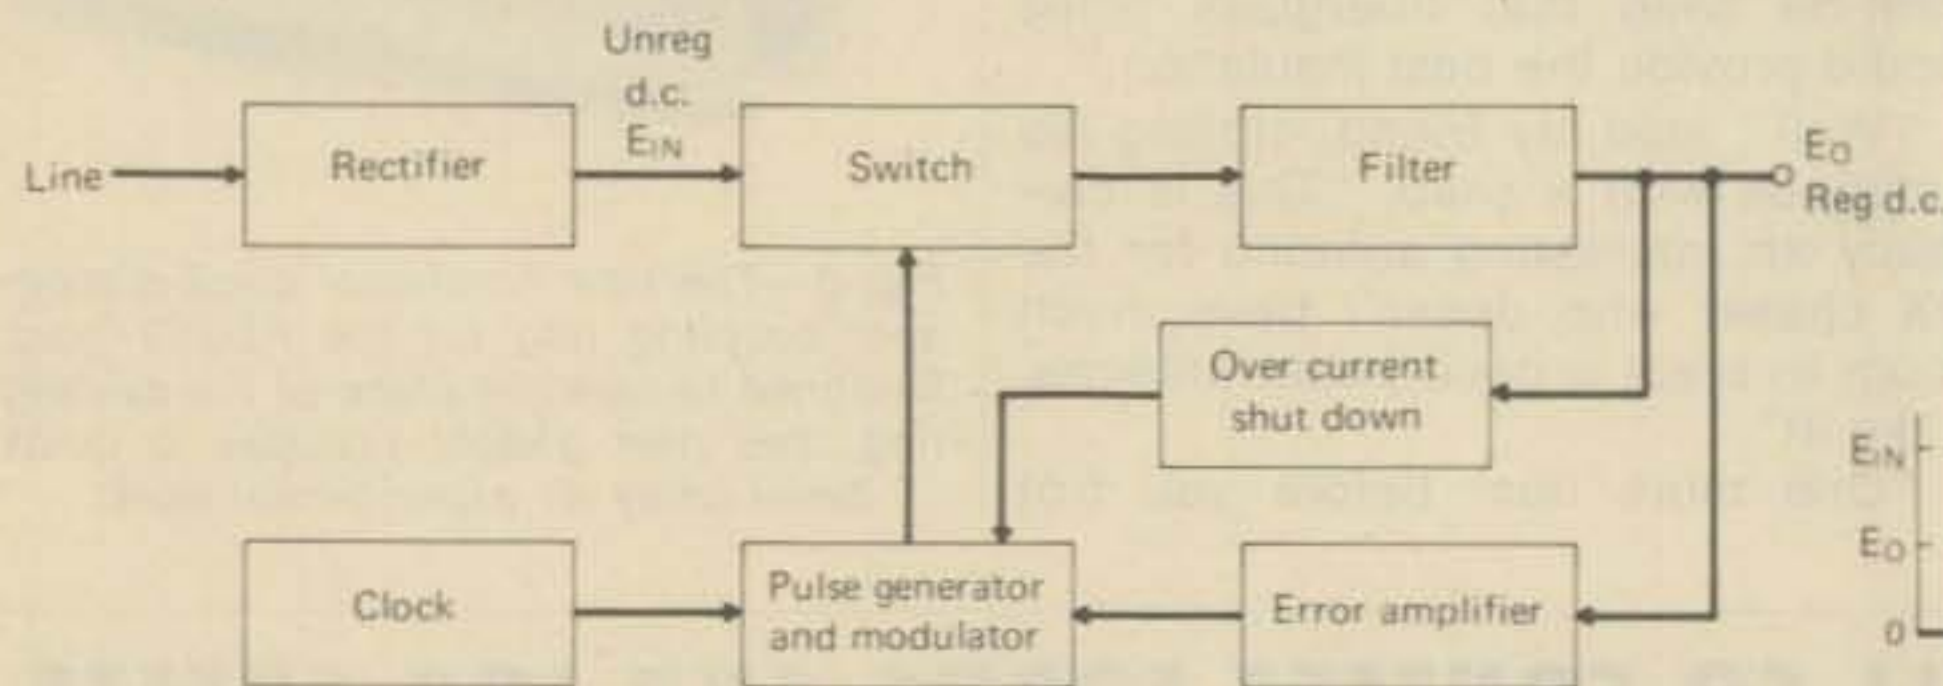 Unreg
d.c.
EIN
Line
Rectifier
Switch
Filter
EO
Reg d.c.
Over current
shut down
Clock
Pulse generator
and modulator
Error amplifier
EIN
EO
0